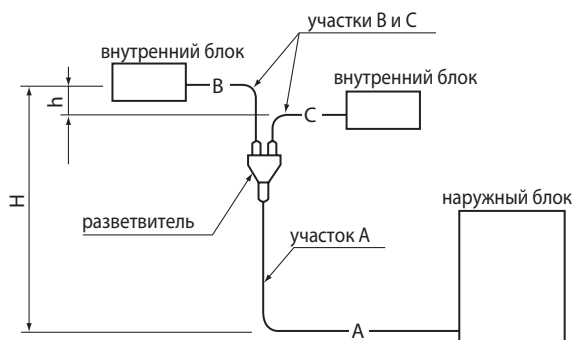 участки В и С
внутренний блок
В
внутренний блок
h
С
H
разветвитель
наружный блок
участок А
А